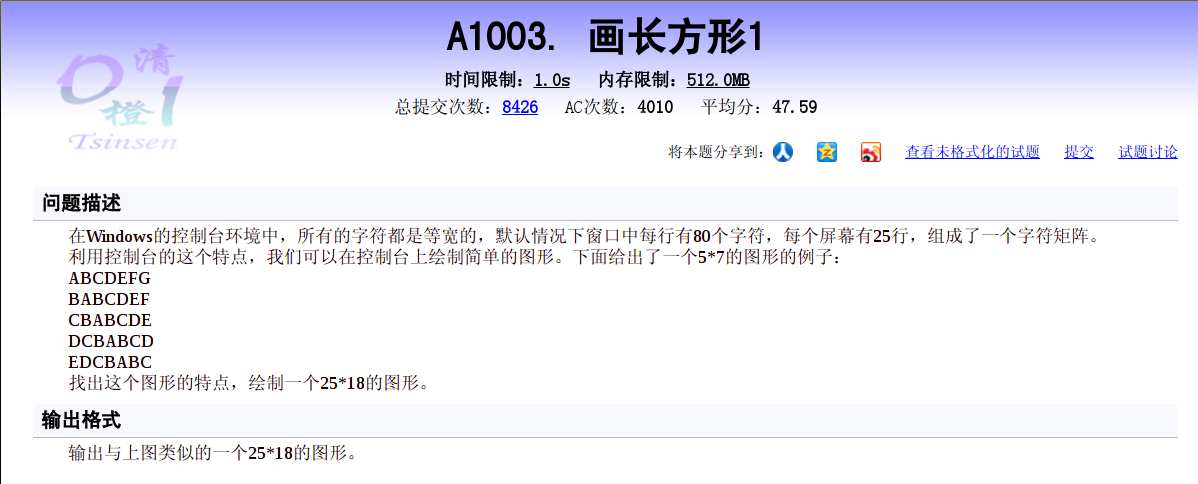 A1003. 画长方形1
时间限制：1.0s 内存限制：512.0MB
总提交次数：8426 AC次数：4010 平均分：47.59
清
橙
Tsinsen
将本题分享到： 查看未格式化的试题 提交 试题讨论
问题描述
在Windows的控制台环境中，所有的字符都是等宽的，默认情况下窗口中每行有80个字符，每个屏幕有25行，组成了一个字符矩阵。
利用控制台的这个特点，我们可以在控制台上绘制简单的图形。下面给出了一个5*7的图形的例子：
ABCDEFG
BABCDEF
CBABCDE
DCBABCD
EDCBABC
找出这个图形的特点，绘制一个25*18的图形。
输出格式
输出与上图类似的一个25*18的图形。